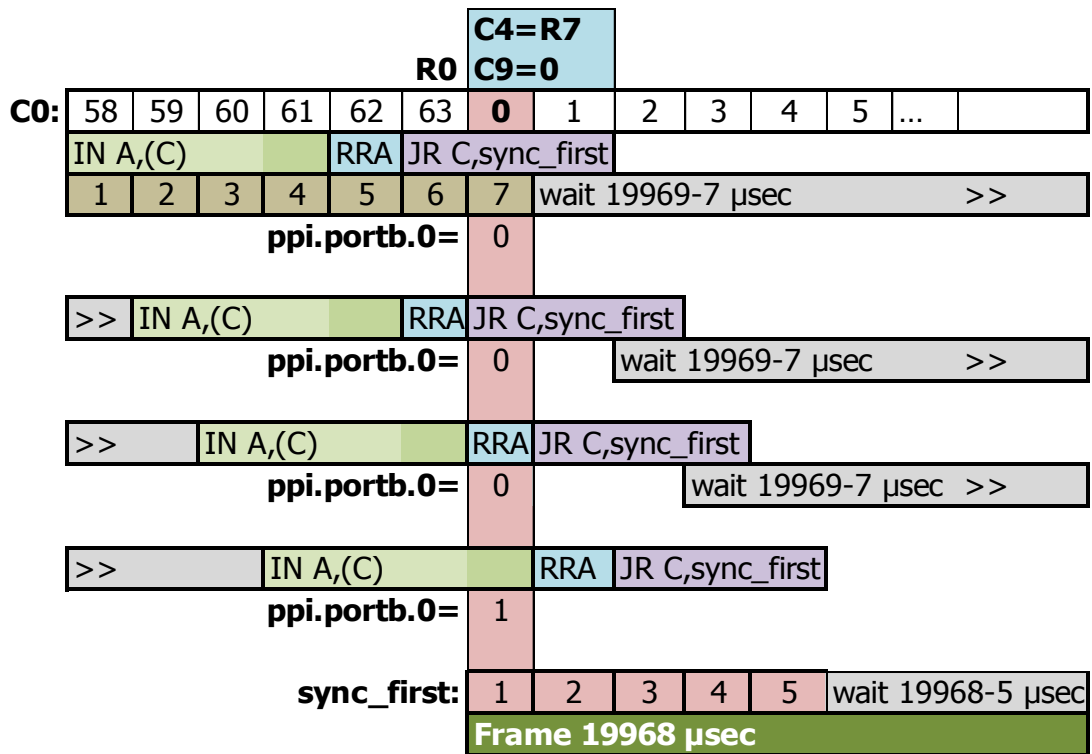 C4=R7
R0 C9=0
C0: 58 59 60 61 62 63 0 1 2 3 4 5 ...
IN A,(C) RRA JR C,sync_first
1 2 3 4 5 6 7 wait 19969-7 µsec >>
ppi.portb.0= 0
>> IN A,(C) RRA JR C,sync_first
ppi.portb.0= 0 wait 19969-7 µsec >>
>> IN A,(C) RRA JR C,sync_first
ppi.portb.0= 0 wait 19969-7 µsec >>
>> IN A,(C) RRA JR C,sync_first
ppi.portb.0= 1
sync_first: 1 2 3 4 5 wait 19968-5 µsec
Frame 19968 µsec